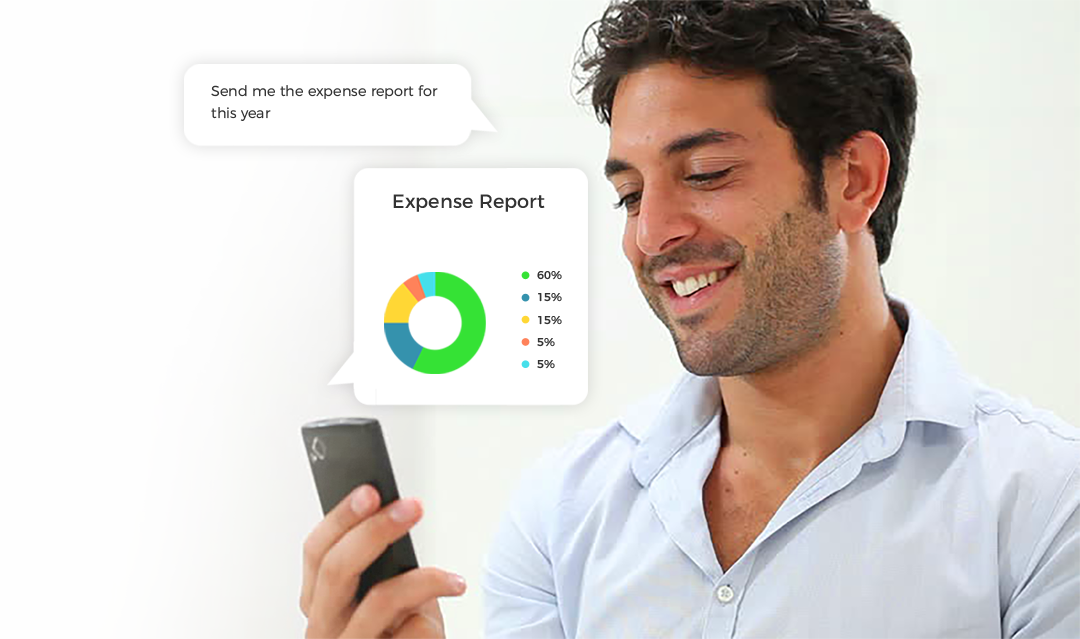 Send me the expense report for
this year
Expense Report
60%
15%
15%
5%
5%